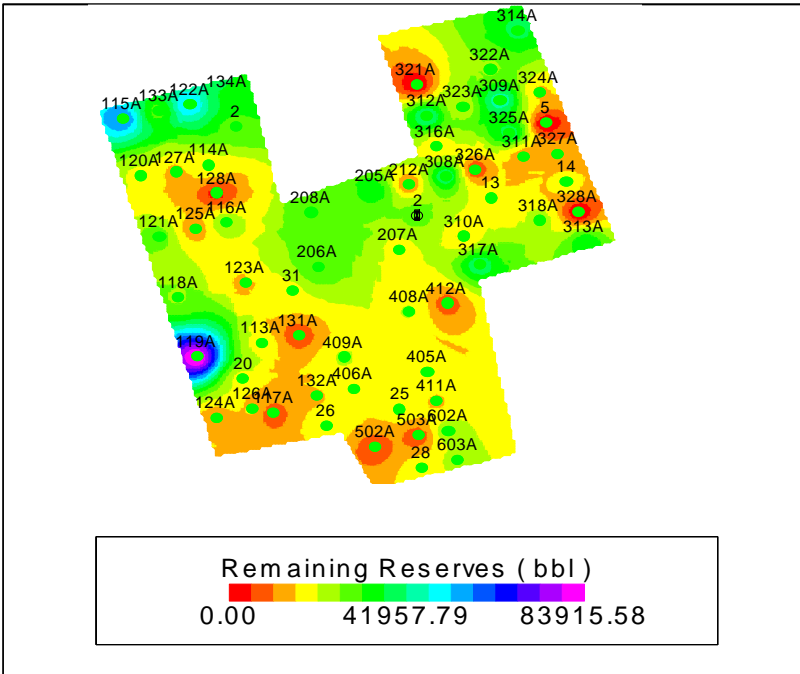 314A
134A
322A
321A
133A
122A
324A
115A
323A
309A
312A
5
2
325A
316A
311A
327A
120A
127A
114A
326A
308A
14
205A
212A
13
128A
328A
208A
2
125A
116A
318A
313A
121A
310A
207A
317A
206A
123A
31
118A
408A
412A
113A
131A
119A
409A
405A
20
132A
406A
411A
126A
117A
25
124A
26
503A
602A
502A
28
603A
Remaining Reserves (bbl)
0.00 41957.79 83915.58